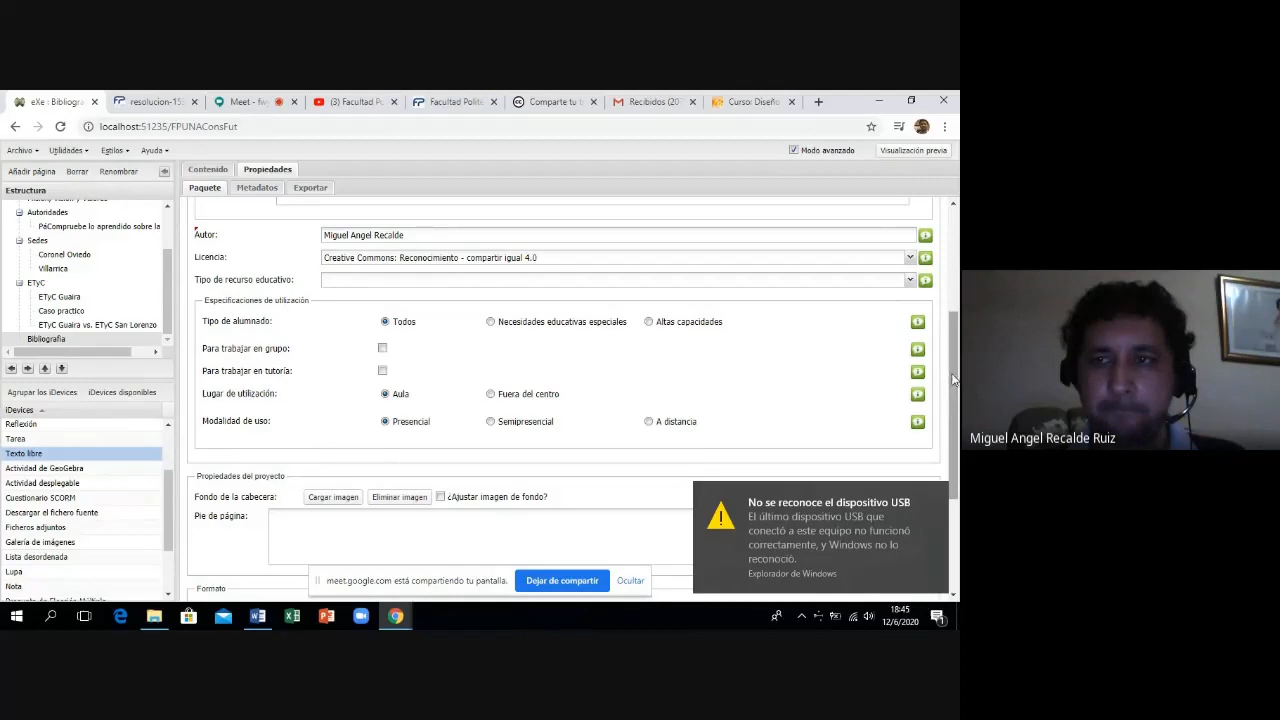 eXe : Bibliogra
resolucion-15
Meet - fw
(3) Facultad Po
Facultad Polité
Comparte tu t
Recibidos (20
Curso: Diseño
localhost:51235/FPUNAConsFut
Archivo
Utilidades
Estilos
Ayuda
Modo avanzado
Visualización previa
Añadir página
Borrar
Renombrar
Contenido
Propiedades
Estructura
Paquete
Metadatos
Exportar
Autoridades
PáCompruebe lo aprendido sobre la
Sedes
Coronel Oviedo
Villarrica
ETyC
ETyC Guaira
Caso practico
ETyC Guaira vs. ETyC San Lorenzo
Bibliografia
Agrupar los iDevices
iDevices disponibles
iDevices
Reflexión
Tarea
Texto libre
Actividad de GeoGebra
Actividad desplegable
Cuestionario SCORM
Descargar el fichero fuente
Ficheros adjuntos
Galería de imágenes
Lista desordenada
Lupa
Nota
Autor: Miguel Angel Recalde
Licencia: Creative Commons: Reconocimiento - compartir igual 4.0
Tipo de recurso educativo:
Especificaciones de utilización
Tipo de alumnado: Todos Necesidades educativas especiales Altas capacidades
Para trabajar en grupo:
Para trabajar en tutoría:
Lugar de utilización: Aula Fuera del centro
Modalidad de uso: Presencial Semipresencial A distancia
Propiedades del proyecto
Fondo de la cabecera: Cargar imagen Eliminar imagen ¿Ajustar imagen de fondo?
Pie de página:
Formato
No se reconoce el dispositivo USB
El último dispositivo USB que
conectó a este equipo no funcionó
correctamente, y Windows no lo
reconoció.
Explorador de Windows
meet.google.com está compartiendo tu pantalla. Dejar de compartir Ocultar
18:45
12/6/2020
Miguel Angel Recalde Ruiz